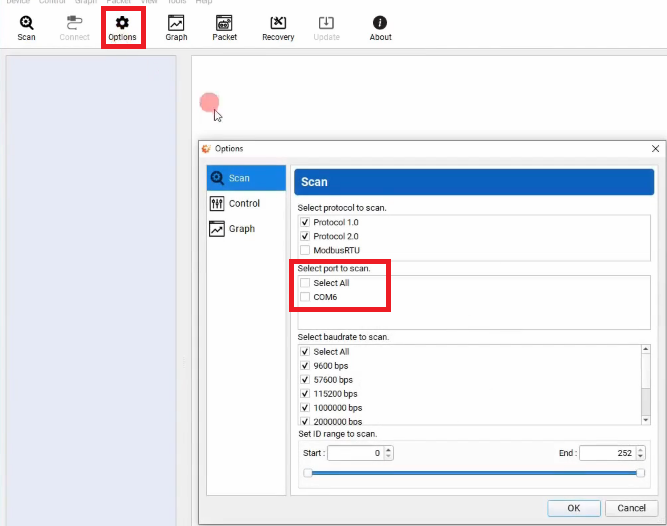 Device Control Graph Packet View Tools Help
Scan Connect Options Graph Packet Recovery Update About
Options
Scan
Control
Graph
Scan
Select protocol to scan.
Protocol 1.0
Protocol 2.0
ModbusRTU
Select port to scan.
Select All
COM6
Select baudrate to scan.
Select All
9600 bps
57600 bps
115200 bps
1000000 bps
2000000 bps
Set ID range to scan.
Start : 0 End : 252
OK Cancel